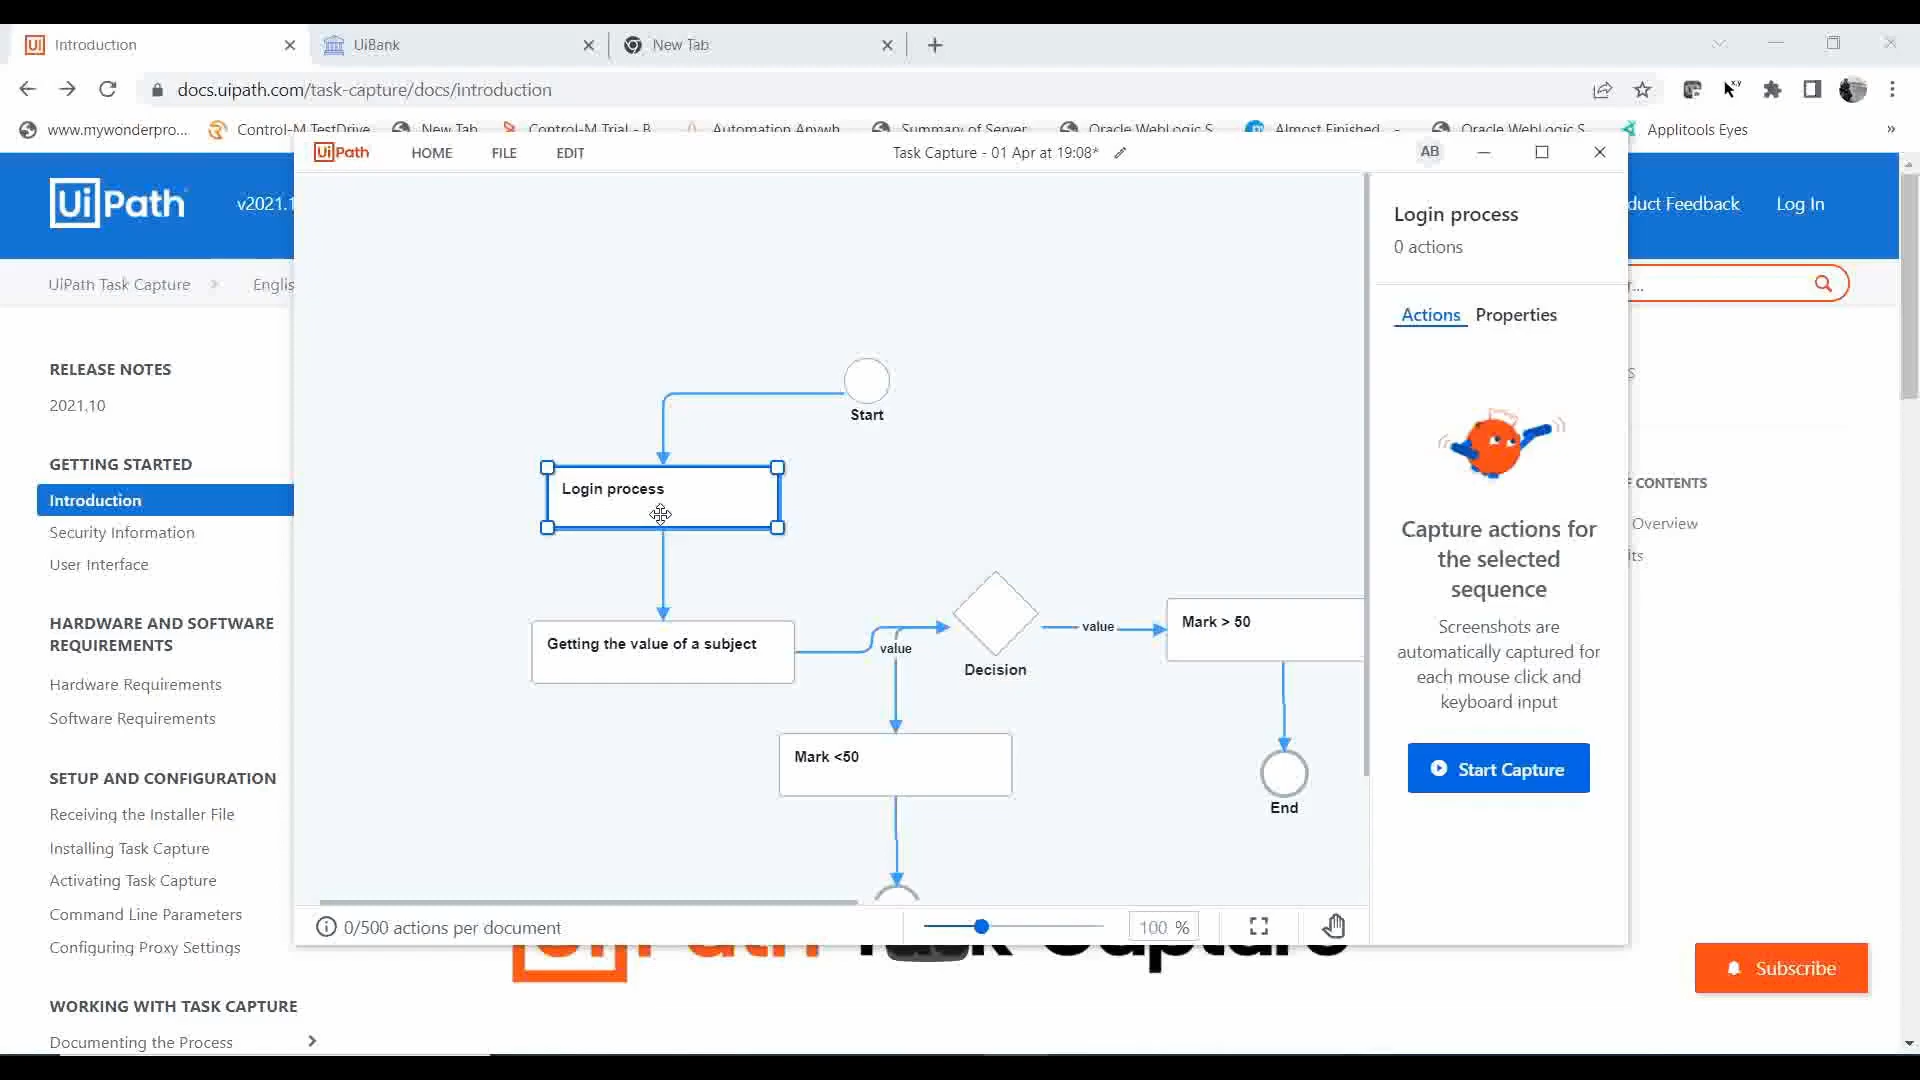 Introduction
UiBank
New Tab
docs.uipath.com/task-capture/docs/introduction
www.mywonderpro...
Control-M TestDrive
New Tab
Control-M Trial - B
Automation Anywh
Summary of Server
Oracle WebLogic S
Almost Finished -
Oracle WebLogic S
Applitools Eyes
»
UiPath
HOME
FILE
EDIT
Task Capture - 01 Apr at 19:08*
AB
UiPath
v2021.1
duct Feedback
Log In
UiPath Task Capture
>
Englis
r...
RELEASE NOTES
2021.10
GETTING STARTED
Introduction
Security Information
User Interface
HARDWARE AND SOFTWARE
REQUIREMENTS
Hardware Requirements
Software Requirements
SETUP AND CONFIGURATION
Receiving the Installer File
Installing Task Capture
Activating Task Capture
Command Line Parameters
Configuring Proxy Settings
WORKING WITH TASK CAPTURE
Documenting the Process
Start
Login process
Getting the value of a subject
value
Decision
value
Mark > 50
Mark <50
End
Login process
0 actions
Actions
Properties
Capture actions for
the selected
sequence
Screenshots are
automatically captured for
each mouse click and
keyboard input
Start Capture
0/500 actions per document
100 %
CONTENTS
Overview
its
Subscribe